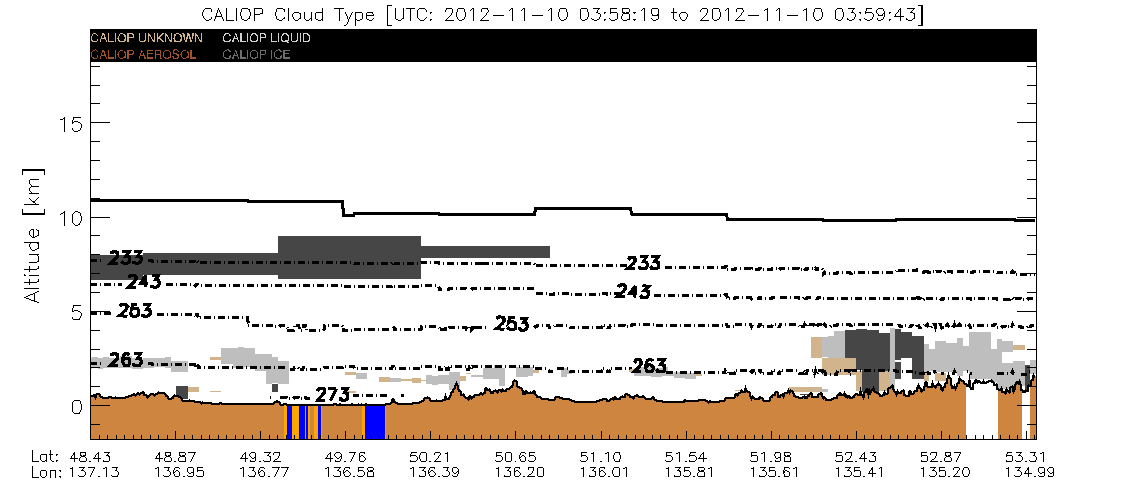 CALIOP Cloud Type [UTC: 2012-11-10 03:58:19 to 2012-11-10 03:59:43]
CALIOP UNKNOWN CALIOP LIQUID
CALIOP AEROSOL CALIOP ICE
15
10
5
0
Altitude [km]
233 233
243 243
253 253
263 263
273
Lat: 48.43 48.87 49.32 49.76 50.21 50.65 51.10 51.54 51.98 52.43 52.87 53.31
Lon: 137.13 136.95 136.77 136.58 136.39 136.20 136.01 135.81 135.61 135.41 135.20 134.99